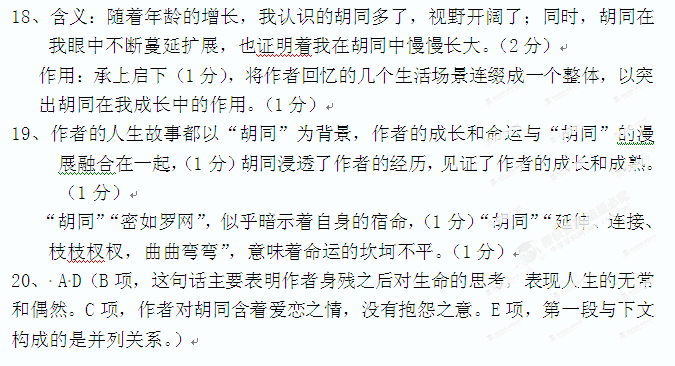 18、含义：随着年龄的增长，我认识的胡同多了，视野开阔了；同时，胡同在
我眼中不断蔓延扩展，也证明着我在胡同中慢慢长大。（2 分）
作用：承上启下（1 分），将作者回忆的几个生活场景连缀成一个整体，以突
出胡同在我成长中的作用。（1 分）
19、作者的人生故事都以“胡同”为背景，作者的成长和命运与“胡同”的漫
展融合在一起，（1 分）胡同浸透了作者的经历，见证了作者的成长和成熟。
（1 分）
“胡同”“密如罗网”，似乎暗示着自身的宿命，（1 分）“胡同”“延伸、连接、
枝枝杈杈，曲曲弯弯”，意味着命运的坎坷不平。（1 分）
20、A D（B 项，这句话主要表明作者身残之后对生命的思考，表现人生的无常
和偶然。C 项，作者对胡同含着爱恋之情，没有抱怨之意。E 项，第一段与下文
构成的是并列关系。）